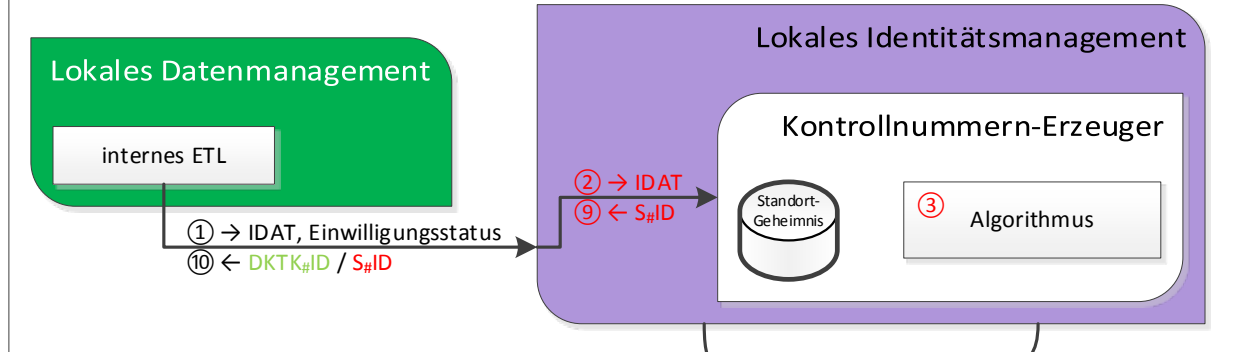 Lokales Identitätsmanagement
Lokales Datenmanagement
Kontrollnummern-Erzeuger
internes ETL
② → IDAT
⑨ ← S#ID
Standort-
Geheimnis
③
Algorithmus
① → IDAT, Einwilligungsstatus
⑩ ← DKTK#ID / S#ID